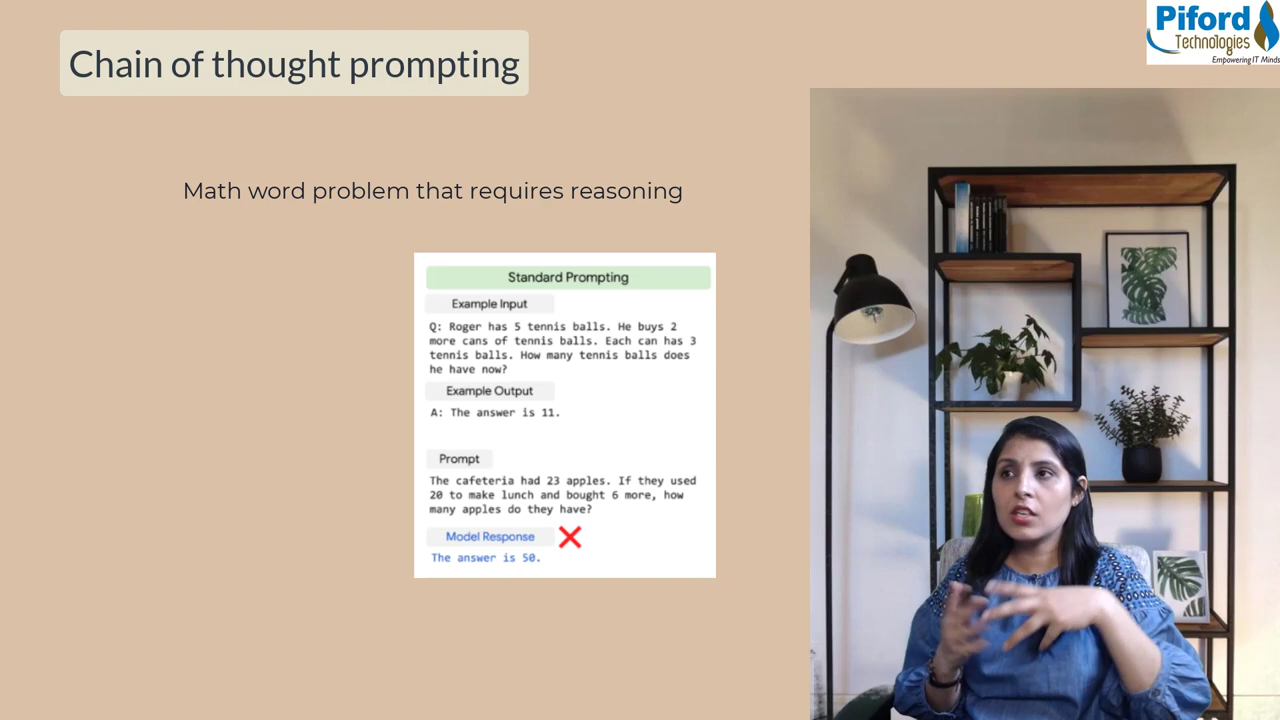 Piford
Technologies
Empowering IT Minds
Chain of thought prompting
Math word problem that requires reasoning
Standard Prompting
Example Input
Q: Roger has 5 tennis balls. He buys 2
more cans of tennis balls. Each can has 3
tennis balls. How many tennis balls does
he have now?
Example Output
A: The answer is 11.
Prompt
The cafeteria had 23 apples. If they used
20 to make lunch and bought 6 more, how
many apples do they have?
Model Response
The answer is 50.